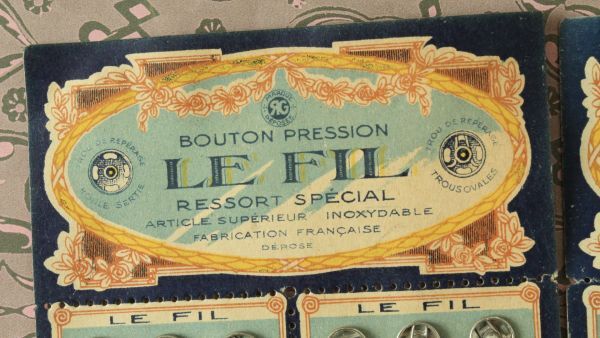 MARQUE
DÉPOSÉE
BOUTON PRESSION
LE FIL
RESSORT SPÉCIAL
ARTICLE SUPÉRIEUR INOXYDABLE
FABRICATION FRANÇAISE
DÉPOSÉ
TROU DE REPÉRAGE
BOULE SERTIE
TROU DE REPÉRAGE
TROUS OVALES
LE FIL
LE FIL